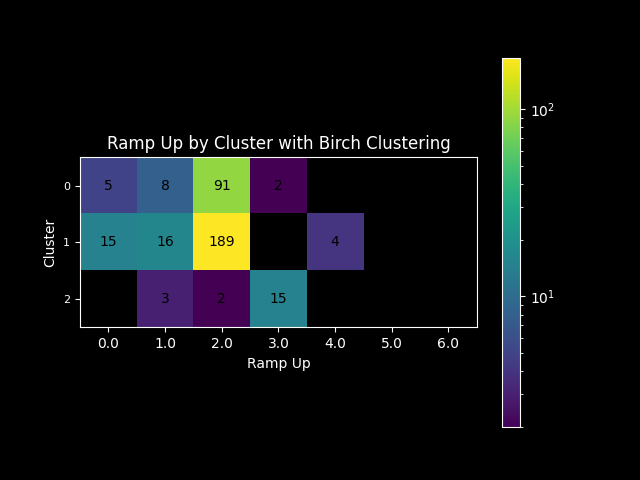 Ramp Up by Cluster with Birch Clustering
10²
0 5 8 91 2
Cluster
1 15 16 189 4
10¹
2 3 2 15
0.0 1.0 2.0 3.0 4.0 5.0 6.0
Ramp Up